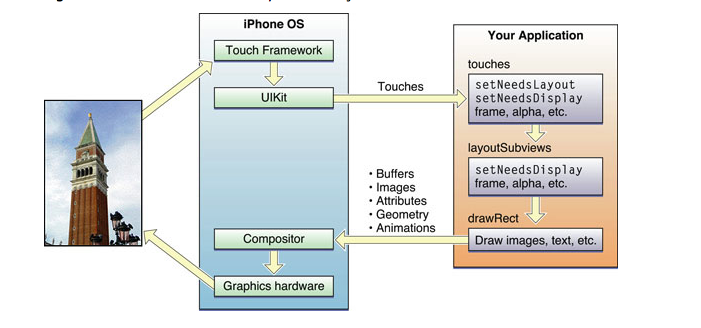 iPhone OS
Touch Framework
UIKit
Compositor
Graphics hardware
Touches
• Buffers
• Images
• Attributes
• Geometry
• Animations
Your Application
touches
setNeedsLayout
setNeedsDisplay
frame, alpha, etc.
layoutSubviews
setNeedsDisplay
frame, alpha, etc.
drawRect
Draw images, text, etc.